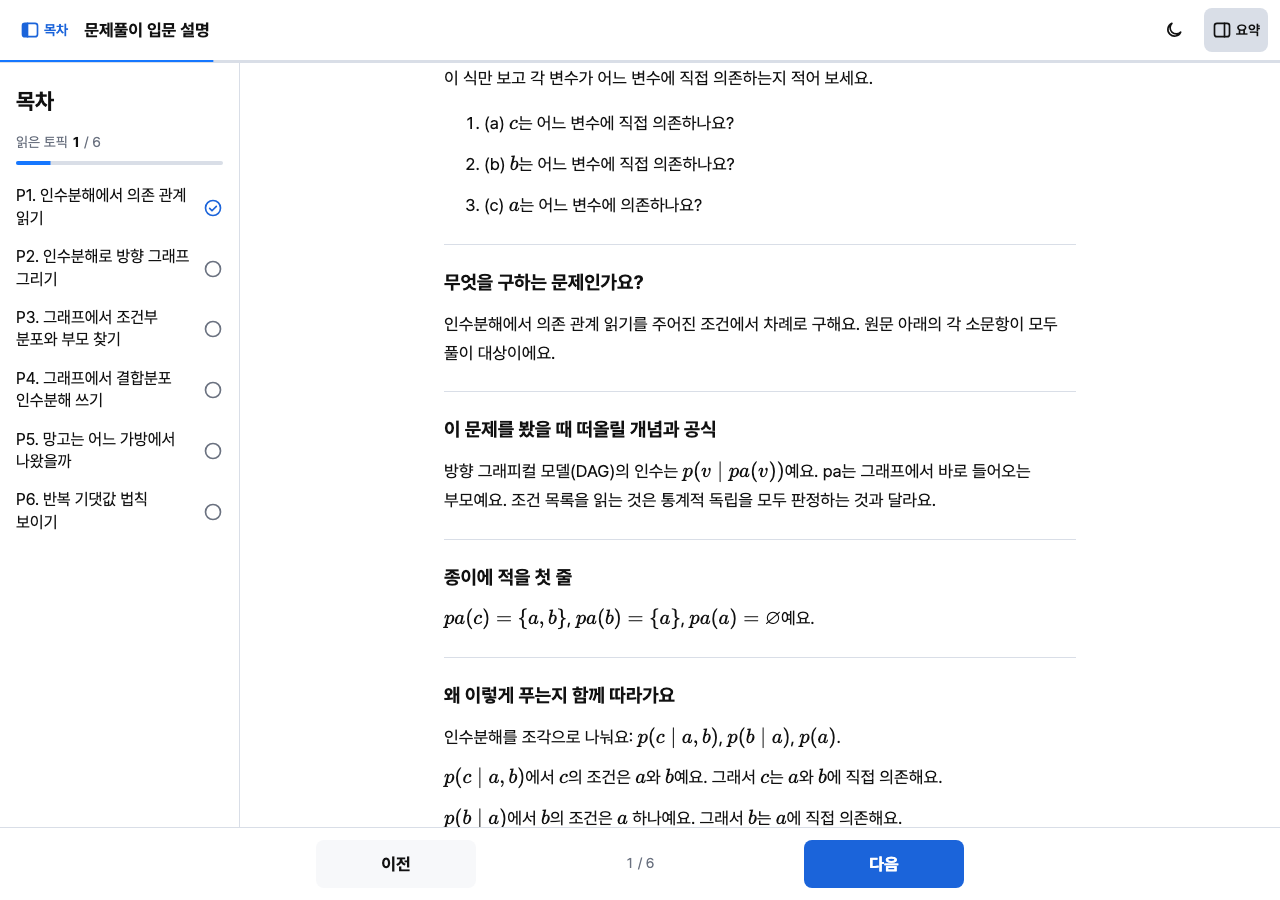 목차 문제풀이 입문 설명 요약
목차
읽은 토픽 1 / 6
P1. 인수분해에서 의존 관계
읽기
P2. 인수분해로 방향 그래프
그리기
P3. 그래프에서 조건부
분포와 부모 찾기
P4. 그래프에서 결합분포
인수분해 쓰기
P5. 망고는 어느 가방에서
나왔을까
P6. 반복 기댓값 법칙
보이기
이 식만 보고 각 변수가 어느 변수에 직접 의존하는지 적어 보세요.
1. (a) c는 어느 변수에 직접 의존하나요?
2. (b) b는 어느 변수에 직접 의존하나요?
3. (c) a는 어느 변수에 의존하나요?
무엇을 구하는 문제인가요?
인수분해에서 의존 관계 읽기를 주어진 조건에서 차례로 구해요. 원문 아래의 각 소문항이 모두
풀이 대상이에요.
이 문제를 봤을 때 떠올릴 개념과 공식
방향 그래피컬 모델(DAG)의 인수는 p(v | pa(v))예요. pa는 그래프에서 바로 들어오는
부모예요. 조건 목록을 읽는 것은 통계적 독립을 모두 판정하는 것과 달라요.
종이에 적을 첫 줄
pa(c) = {a, b}, pa(b) = {a}, pa(a) = ∅예요.
왜 이렇게 푸는지 함께 따라가요
인수분해를 조각으로 나눠요: p(c | a, b), p(b | a), p(a).
p(c | a, b)에서 c의 조건은 a와 b예요. 그래서 c는 a와 b에 직접 의존해요.
p(b | a)에서 b의 조건은 a 하나예요. 그래서 b는 a에 직접 의존해요.
이전 1 / 6 다음